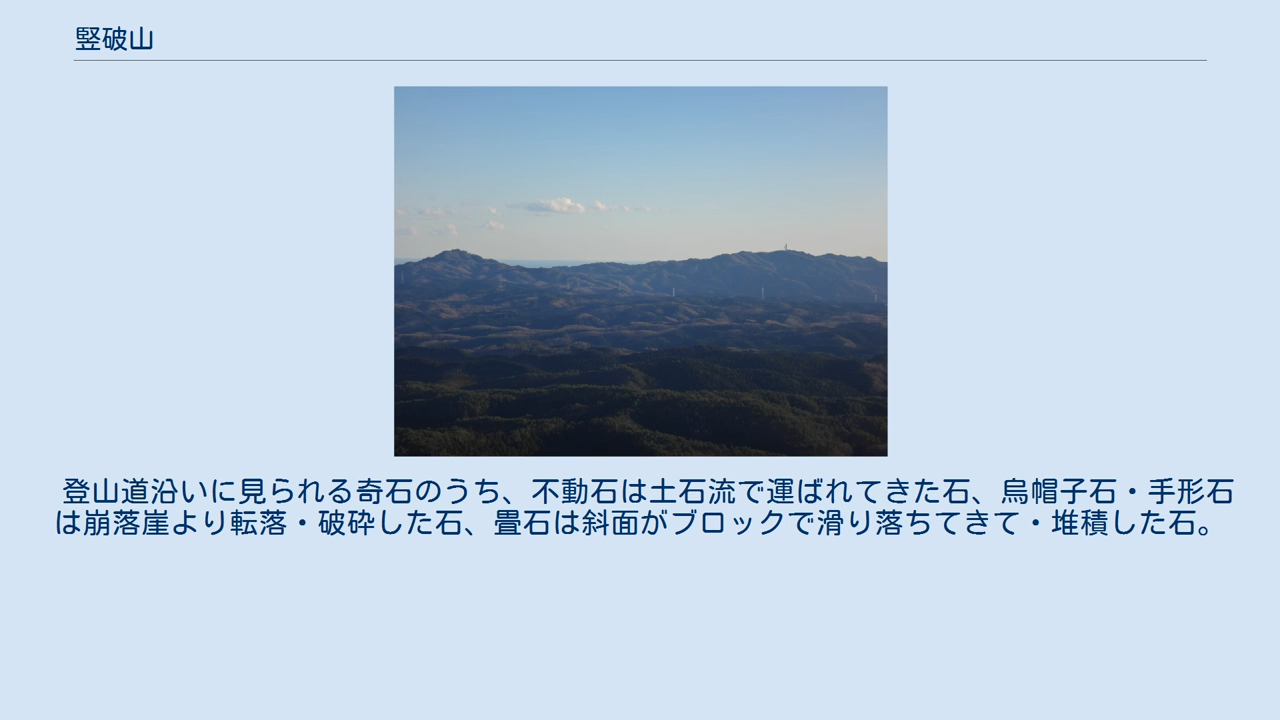 竪破山
登山道沿いに見られる奇石のうち、不動石は土石流で運ばれてきた石、烏帽子石・手形石
は崩落崖より転落・破砕した石、畳石は斜面がブロックで滑り落ちてきて・堆積した石。